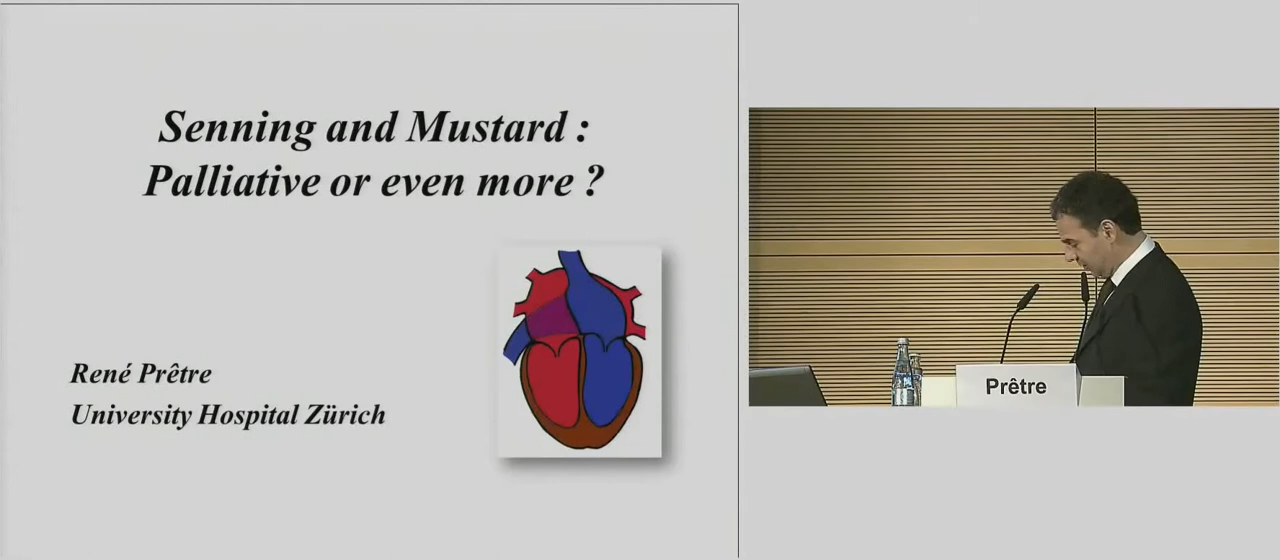 Senning and Mustard :
Palliative or even more ?
René Prêtre
University Hospital Zürich
Prêtre